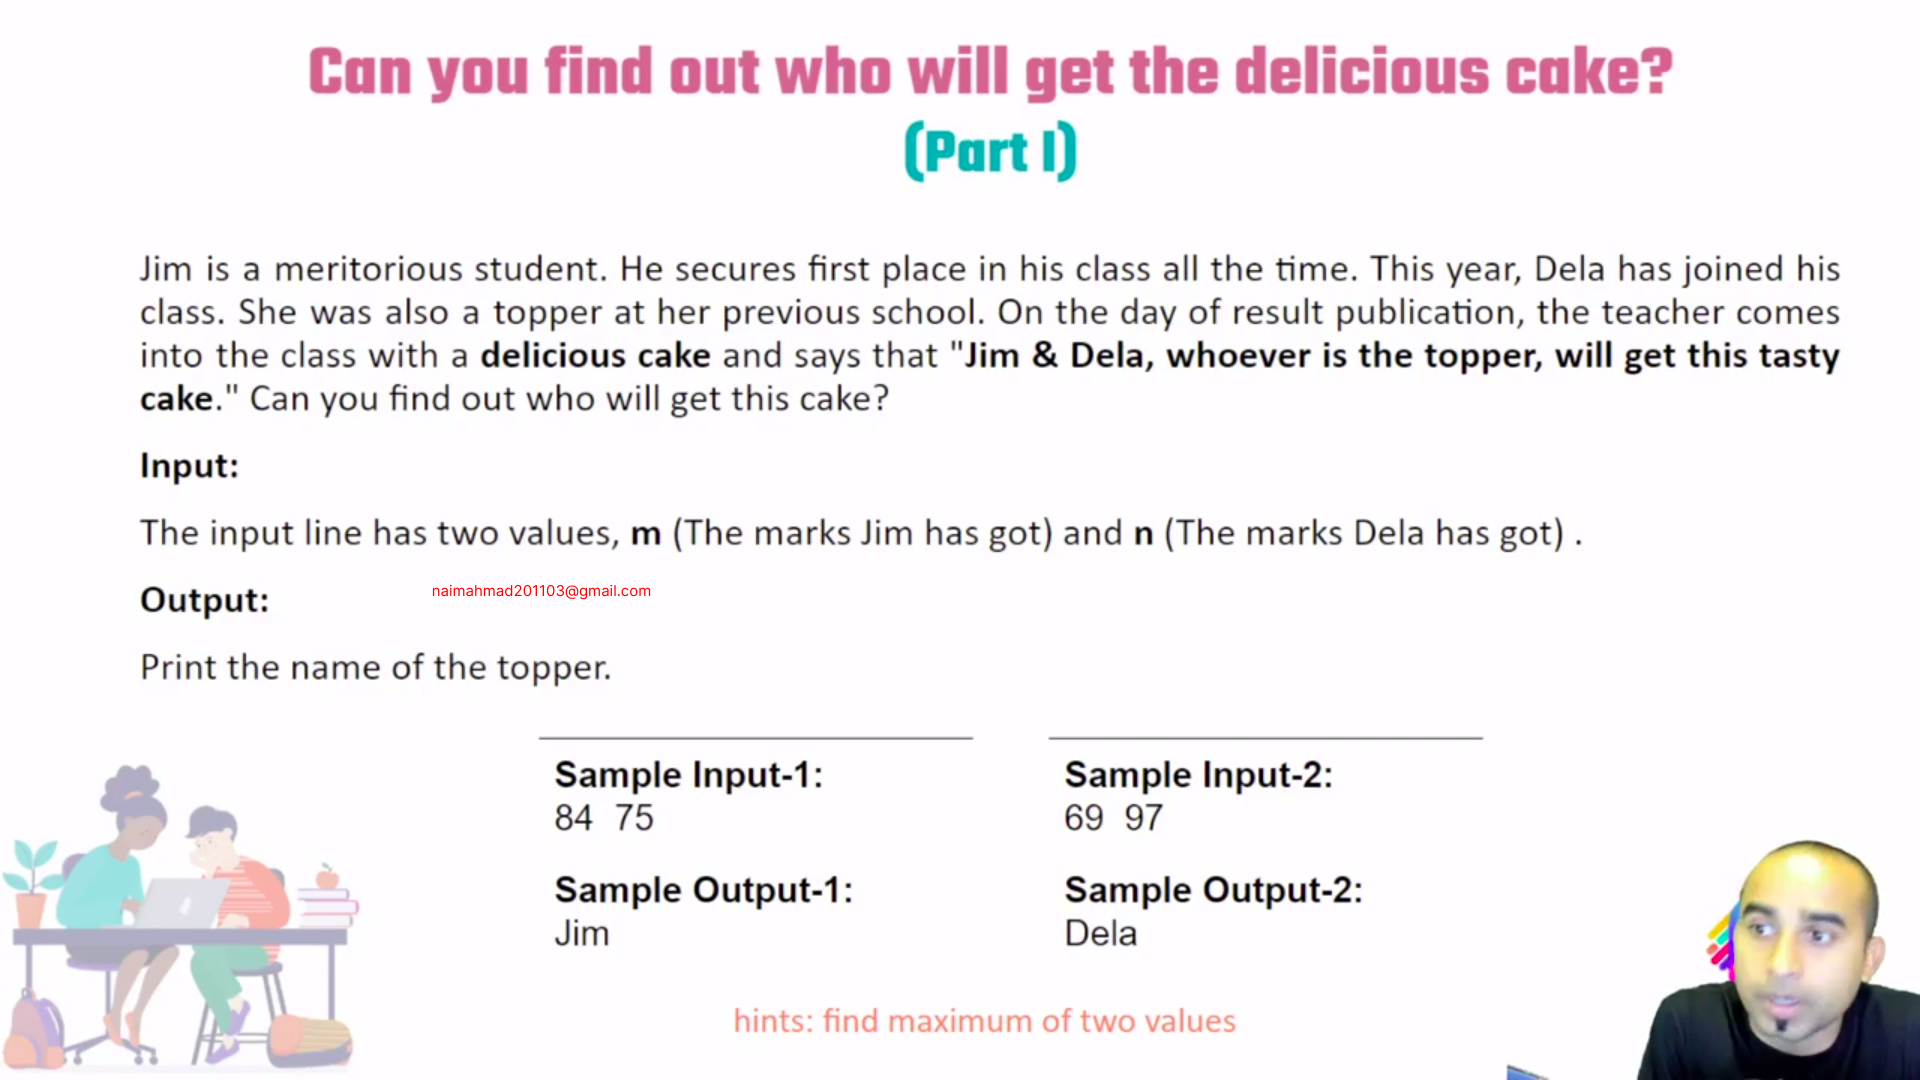 Can you find out who will get the delicious cake?
(Part I)
Jim is a meritorious student. He secures first place in his class all the time. This year, Dela has joined his
class. She was also a topper at her previous school. On the day of result publication, the teacher comes
into the class with a delicious cake and says that "Jim & Dela, whoever is the topper, will get this tasty
cake." Can you find out who will get this cake?
Input:
The input line has two values, m (The marks Jim has got) and n (The marks Dela has got) .
Output:
naimahmad201103@gmail.com
Print the name of the topper.
Sample Input-1:
84 75
Sample Output-1:
Jim
Sample Input-2:
69 97
Sample Output-2:
Dela
hints: find maximum of two values